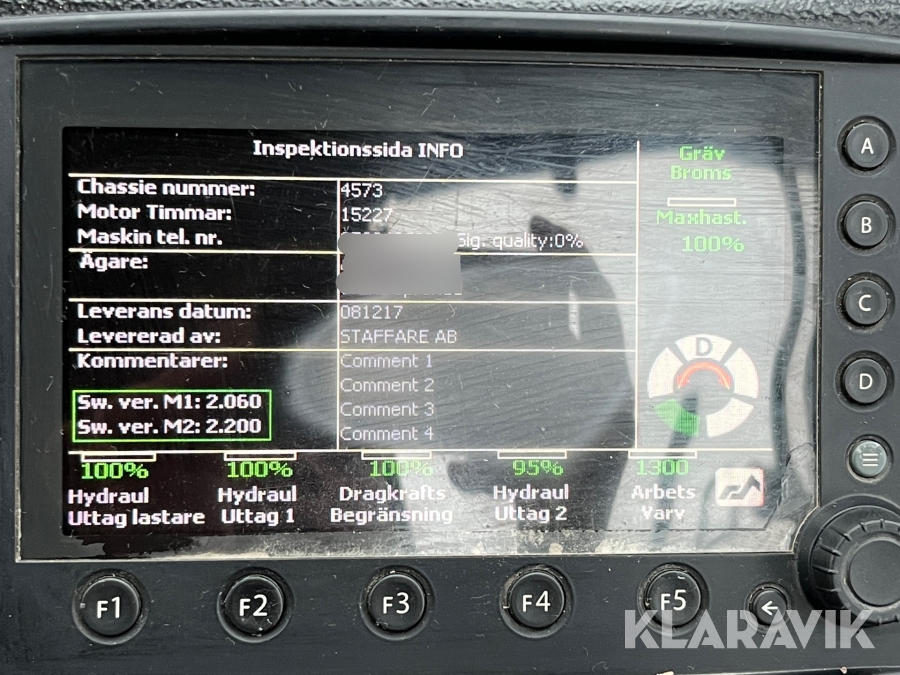 Inspektionssida INFO
Gräv
Broms
Chassie nummer:
4573
Motor Timmar:
15227
Maxhast.
100%
Maskin tel. nr.
Sig. quality:0%
Ägare:
Leverans datum:
081217
Levererad av:
STAFFARE AB
Kommentarer:
Comment 1
Comment 2
Comment 3
Comment 4
D
Sw. ver. M1: 2.060
Sw. ver. M2: 2.200
100%
100%
100%
95%
1300
Hydraul
Uttag lastare
Hydraul
Uttag 1
Dragkrafts
Begränsning
Hydraul
Uttag 2
Arbets
Varv
A
B
C
D
F1
F2
F3
F4
F5
KLARAVIK